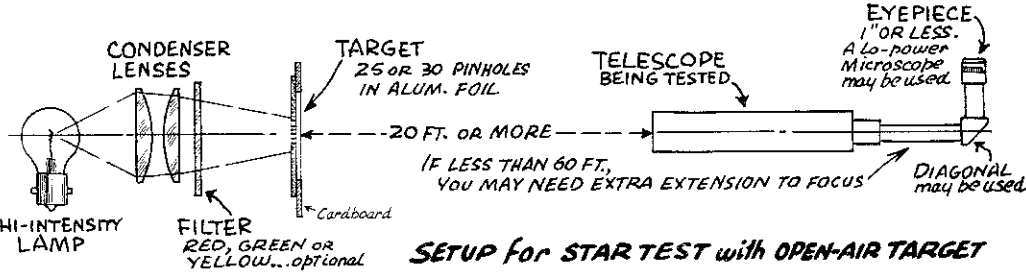 CONDENSER
LENSES
TARGET
25 OR 30 PINHOLES
IN ALUM. FOIL
TELESCOPE
BEING TESTED
EYEPIECE
1" OR LESS.
A Lo-power
Microscope
may be used
20 FT. OR MORE
IF LESS THAN 60 FT.,
YOU MAY NEED EXTRA EXTENSION TO FOCUS
DIAGONAL
may be used
HI-INTENSITY
LAMP
FILTER
RED, GREEN OR
YELLOW...optional
Cardboard
SETUP for STAR TEST with OPEN-AIR TARGET